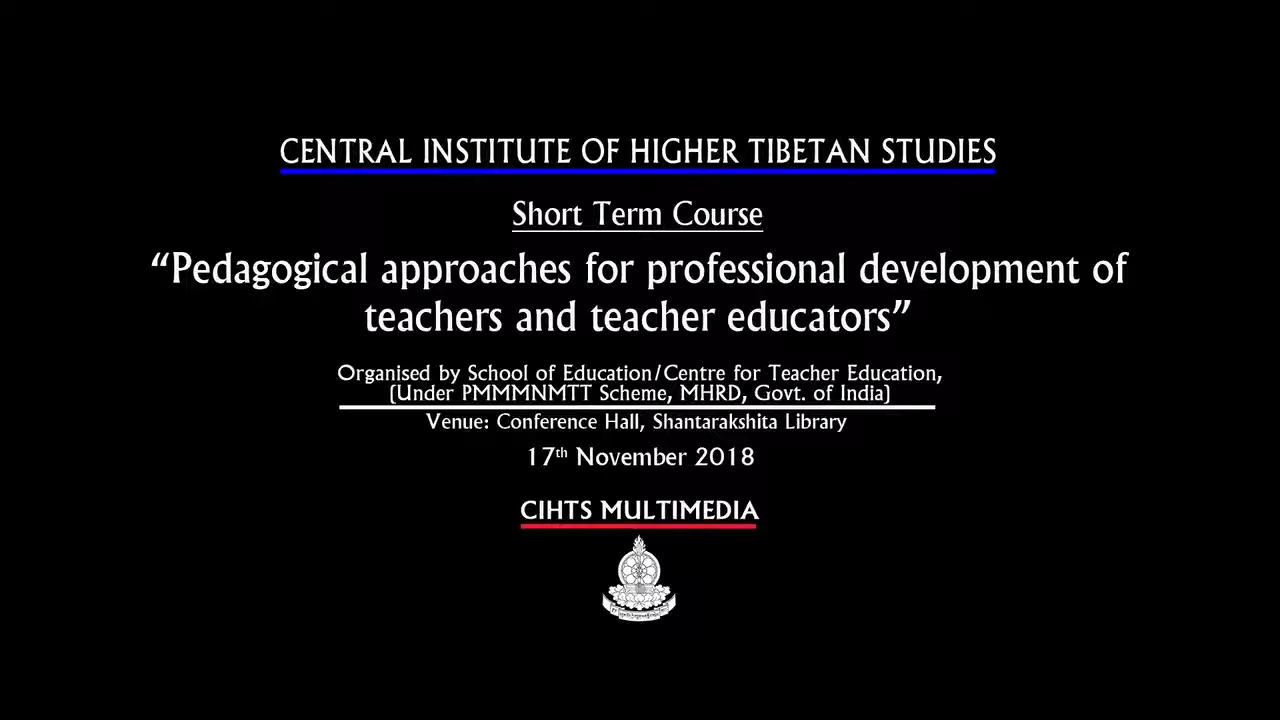 CENTRAL INSTITUTE OF HIGHER TIBETAN STUDIES
Short Term Course
“Pedagogical approaches for professional development of
teachers and teacher educators”
Organised by School of Education/Centre for Teacher Education,
(Under PMMMNMTT Scheme, MHRD, Govt. of India)
Venue: Conference Hall, Shantarakshita Library
17th November 2018
CIHTS MULTIMEDIA